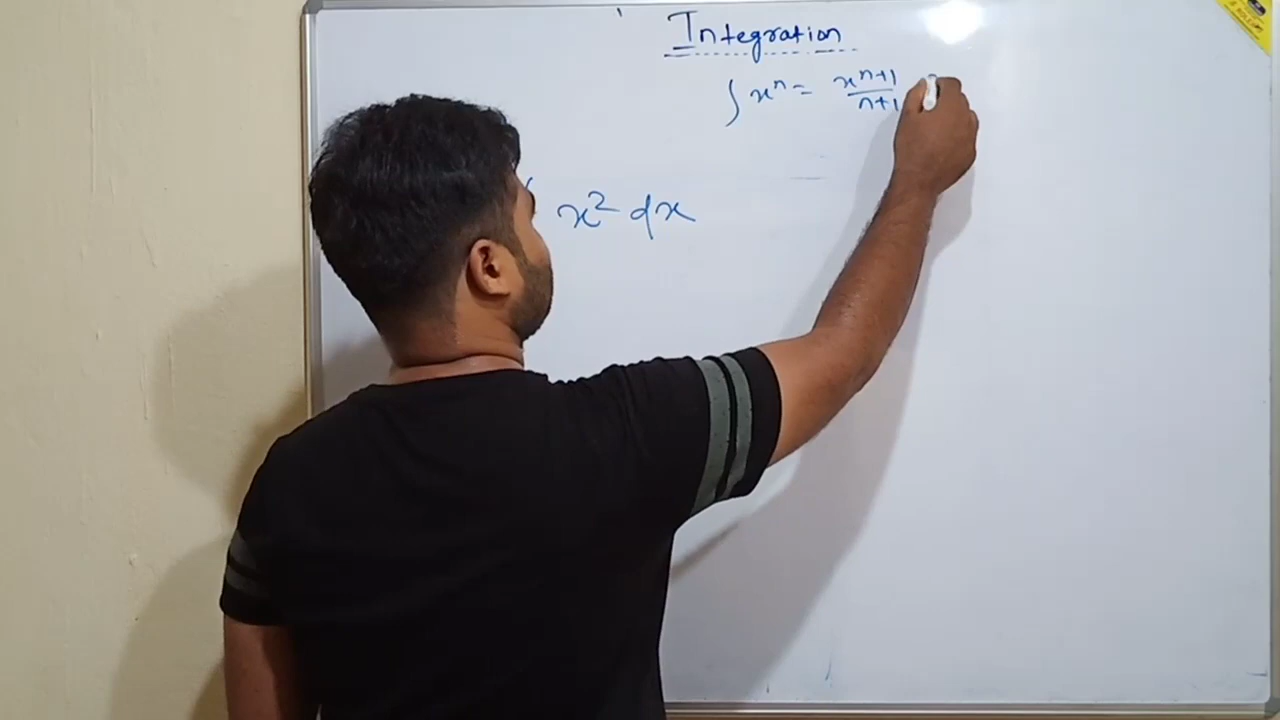 Integration
∫ xⁿ = xⁿ⁺¹/n+1
x² dx